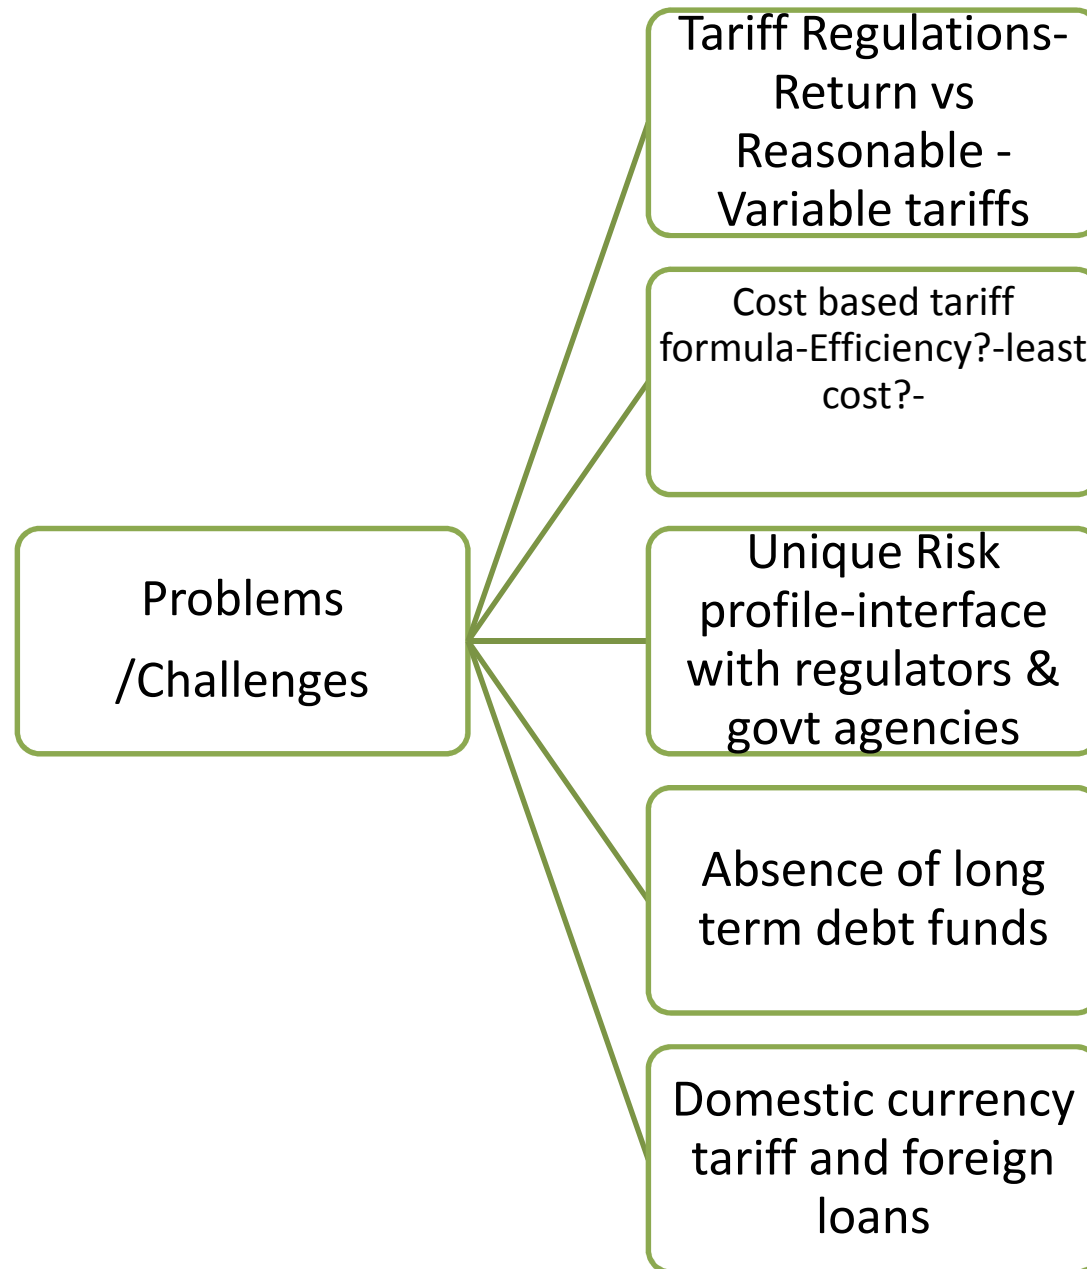 Tariff Regulations-
Return vs
Reasonable -
Variable tariffs
Cost based tariff
formula-Efficiency?-least
cost?-
Problems
/Challenges
Unique Risk
profile-interface
with regulators &
govt agencies
Absence of long
term debt funds
Domestic currency
tariff and foreign
loans